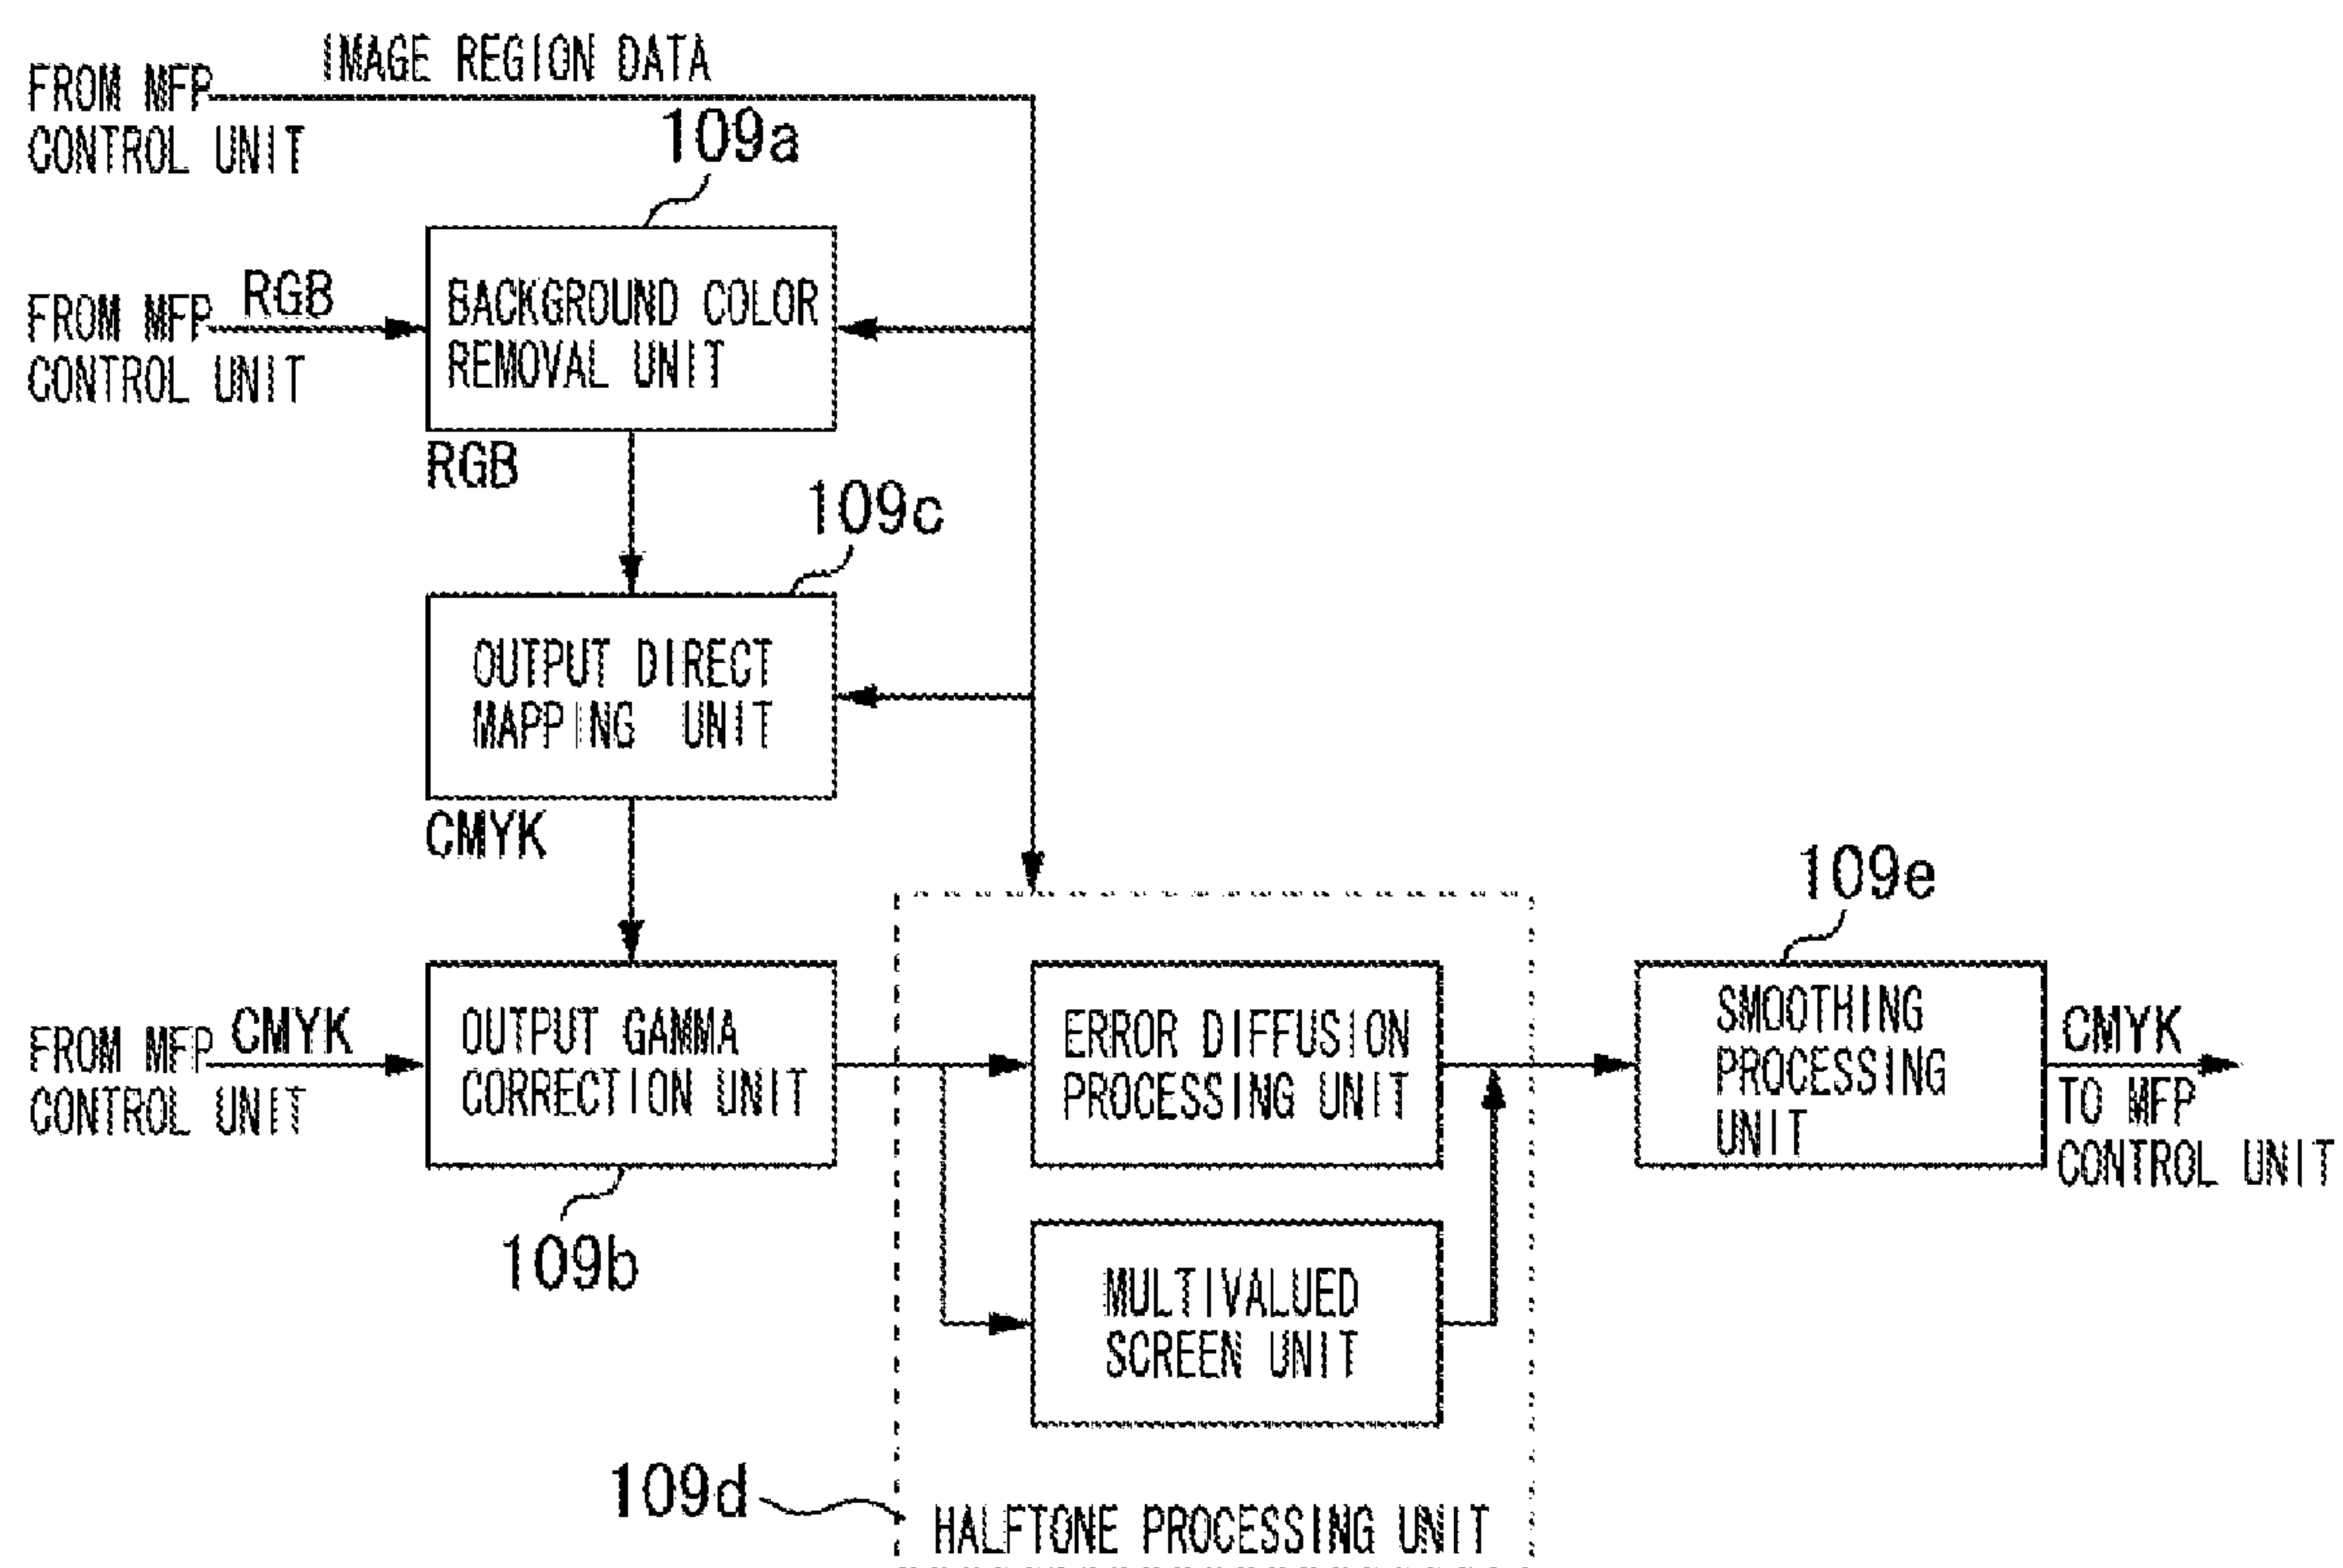 IMAGE REGION DATA
FROM MFP
CONTROL UNIT
109a
FROM MFP
CONTROL UNIT
RGB
BACKGROUND COLOR
REMOVAL UNIT
RGB
109c
OUTPUT DIRECT
MAPPING UNIT
CMYK
109e
FROM MFP
CONTROL UNIT
CMYK
OUTPUT GAMMA
CORRECTION UNIT
109b
ERROR DIFFUSION
PROCESSING UNIT
MULTIVALUED
SCREEN UNIT
109d
HALFTONE PROCESSING UNIT
SMOOTHING
PROCESSING
UNIT
CMYK
TO MFP
CONTROL UNIT